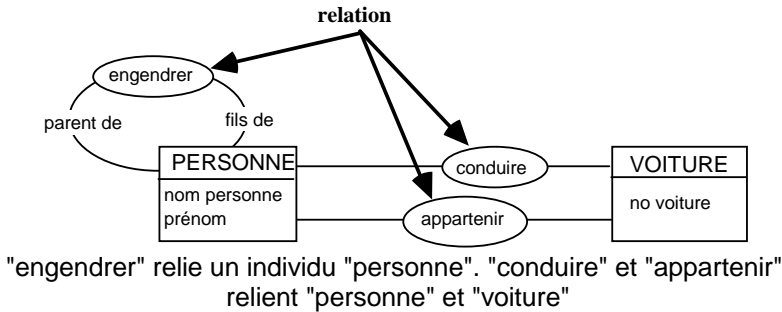 relation
engendrer
parent de
fils de
PERSONNE
conduire
VOITURE
nom personne
prénom
no voiture
appartenir
"engendrer" relie un individu "personne". "conduire" et "appartenir"
relient "personne" et "voiture"